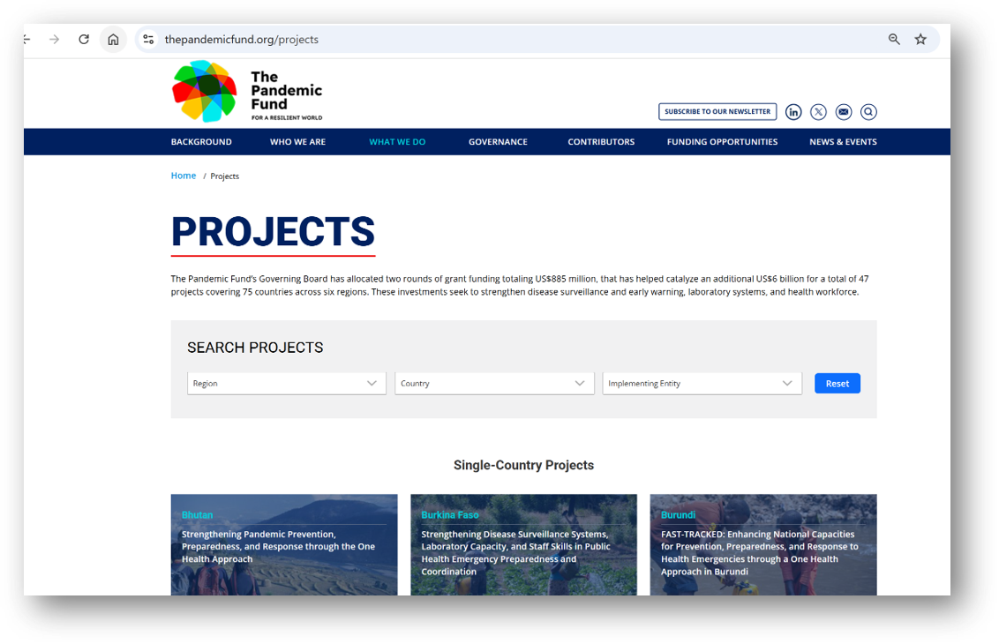 thepandemicfund.org/projects
The
Pandemic
Fund
FOR A RESILIENT WORLD
SUBSCRIBE TO OUR NEWSLETTER
in
X
BACKGROUND
WHO WE ARE
WHAT WE DO
GOVERNANCE
CONTRIBUTORS
FUNDING OPPORTUNITIES
NEWS & EVENTS
Home / Projects
PROJECTS
The Pandemic Fund's Governing Board has allocated two rounds of grant funding totaling US$885 million, that has helped catalyze an additional US$6 billion for a total of 47
projects covering 75 countries across six regions. These investments seek to strengthen disease surveillance and early warning, laboratory systems, and health workforce.
SEARCH PROJECTS
Region
Country
Implementing Entity
Reset
Single-Country Projects
Bhutan
Strengthening Pandemic Prevention,
Preparedness, and Response through the One
Health Approach
Burkina Faso
Strengthening Disease Surveillance Systems,
Laboratory Capacity, and Staff Skills in Public
Health Emergency Preparedness and
Coordination
Burundi
FAST-TRACKED: Enhancing National Capacities
for Prevention, Preparedness, and Response to
Health Emergencies through a One Health
Approach in Burundi